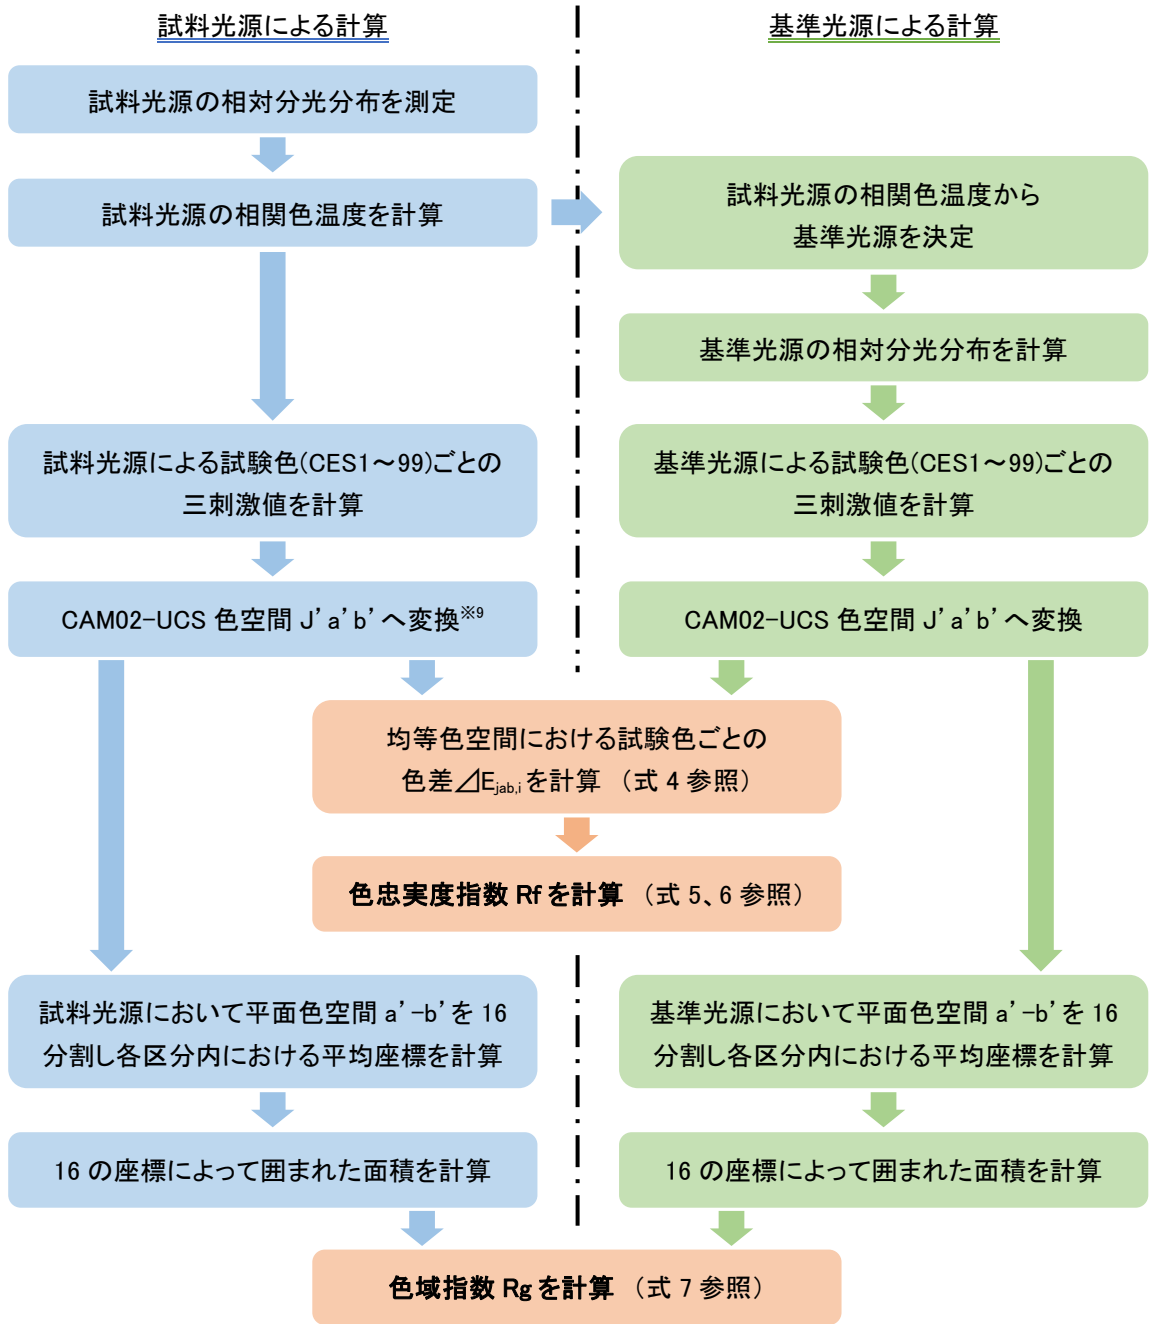 試料光源による計算
基準光源による計算
試料光源の相対分光分布を測定
試料光源の相関色温度を計算
試料光源の相関色温度から
基準光源を決定
基準光源の相対分光分布を計算
試料光源による試験色(CES1～99)ごとの
三刺激値を計算
基準光源による試験色(CES1～99)ごとの
三刺激値を計算
CAM02-UCS 色空間 J’a’b’へ変換※9
CAM02-UCS 色空間 J’a’b’へ変換
均等色空間における試験色ごとの
色差⊿Ejab,i を計算 （式 4 参照）
色忠実度指数 Rf を計算 （式 5、6 参照）
試料光源において平面色空間 a’-b’を 16
分割し各区分内における平均座標を計算
基準光源において平面色空間 a’-b’を 16
分割し各区分内における平均座標を計算
16 の座標によって囲まれた面積を計算
16 の座標によって囲まれた面積を計算
色域指数 Rg を計算 （式 7 参照）